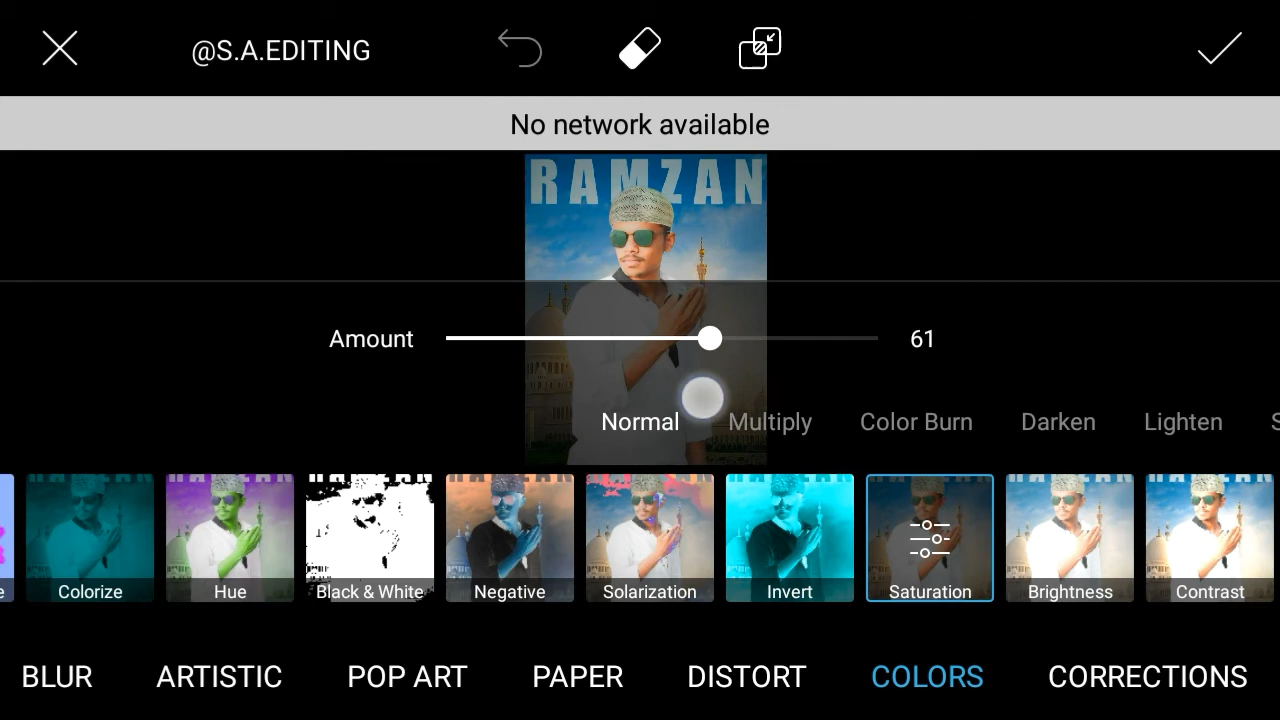 @S.A.EDITING
No network available
RAMZAN
Amount 61
Normal Multiply Color Burn Darken Lighten S
e Colorize Hue Black & White Negative Solarization Invert Saturation Brightness Contrast
BLUR ARTISTIC POP ART PAPER DISTORT COLORS CORRECTIONS